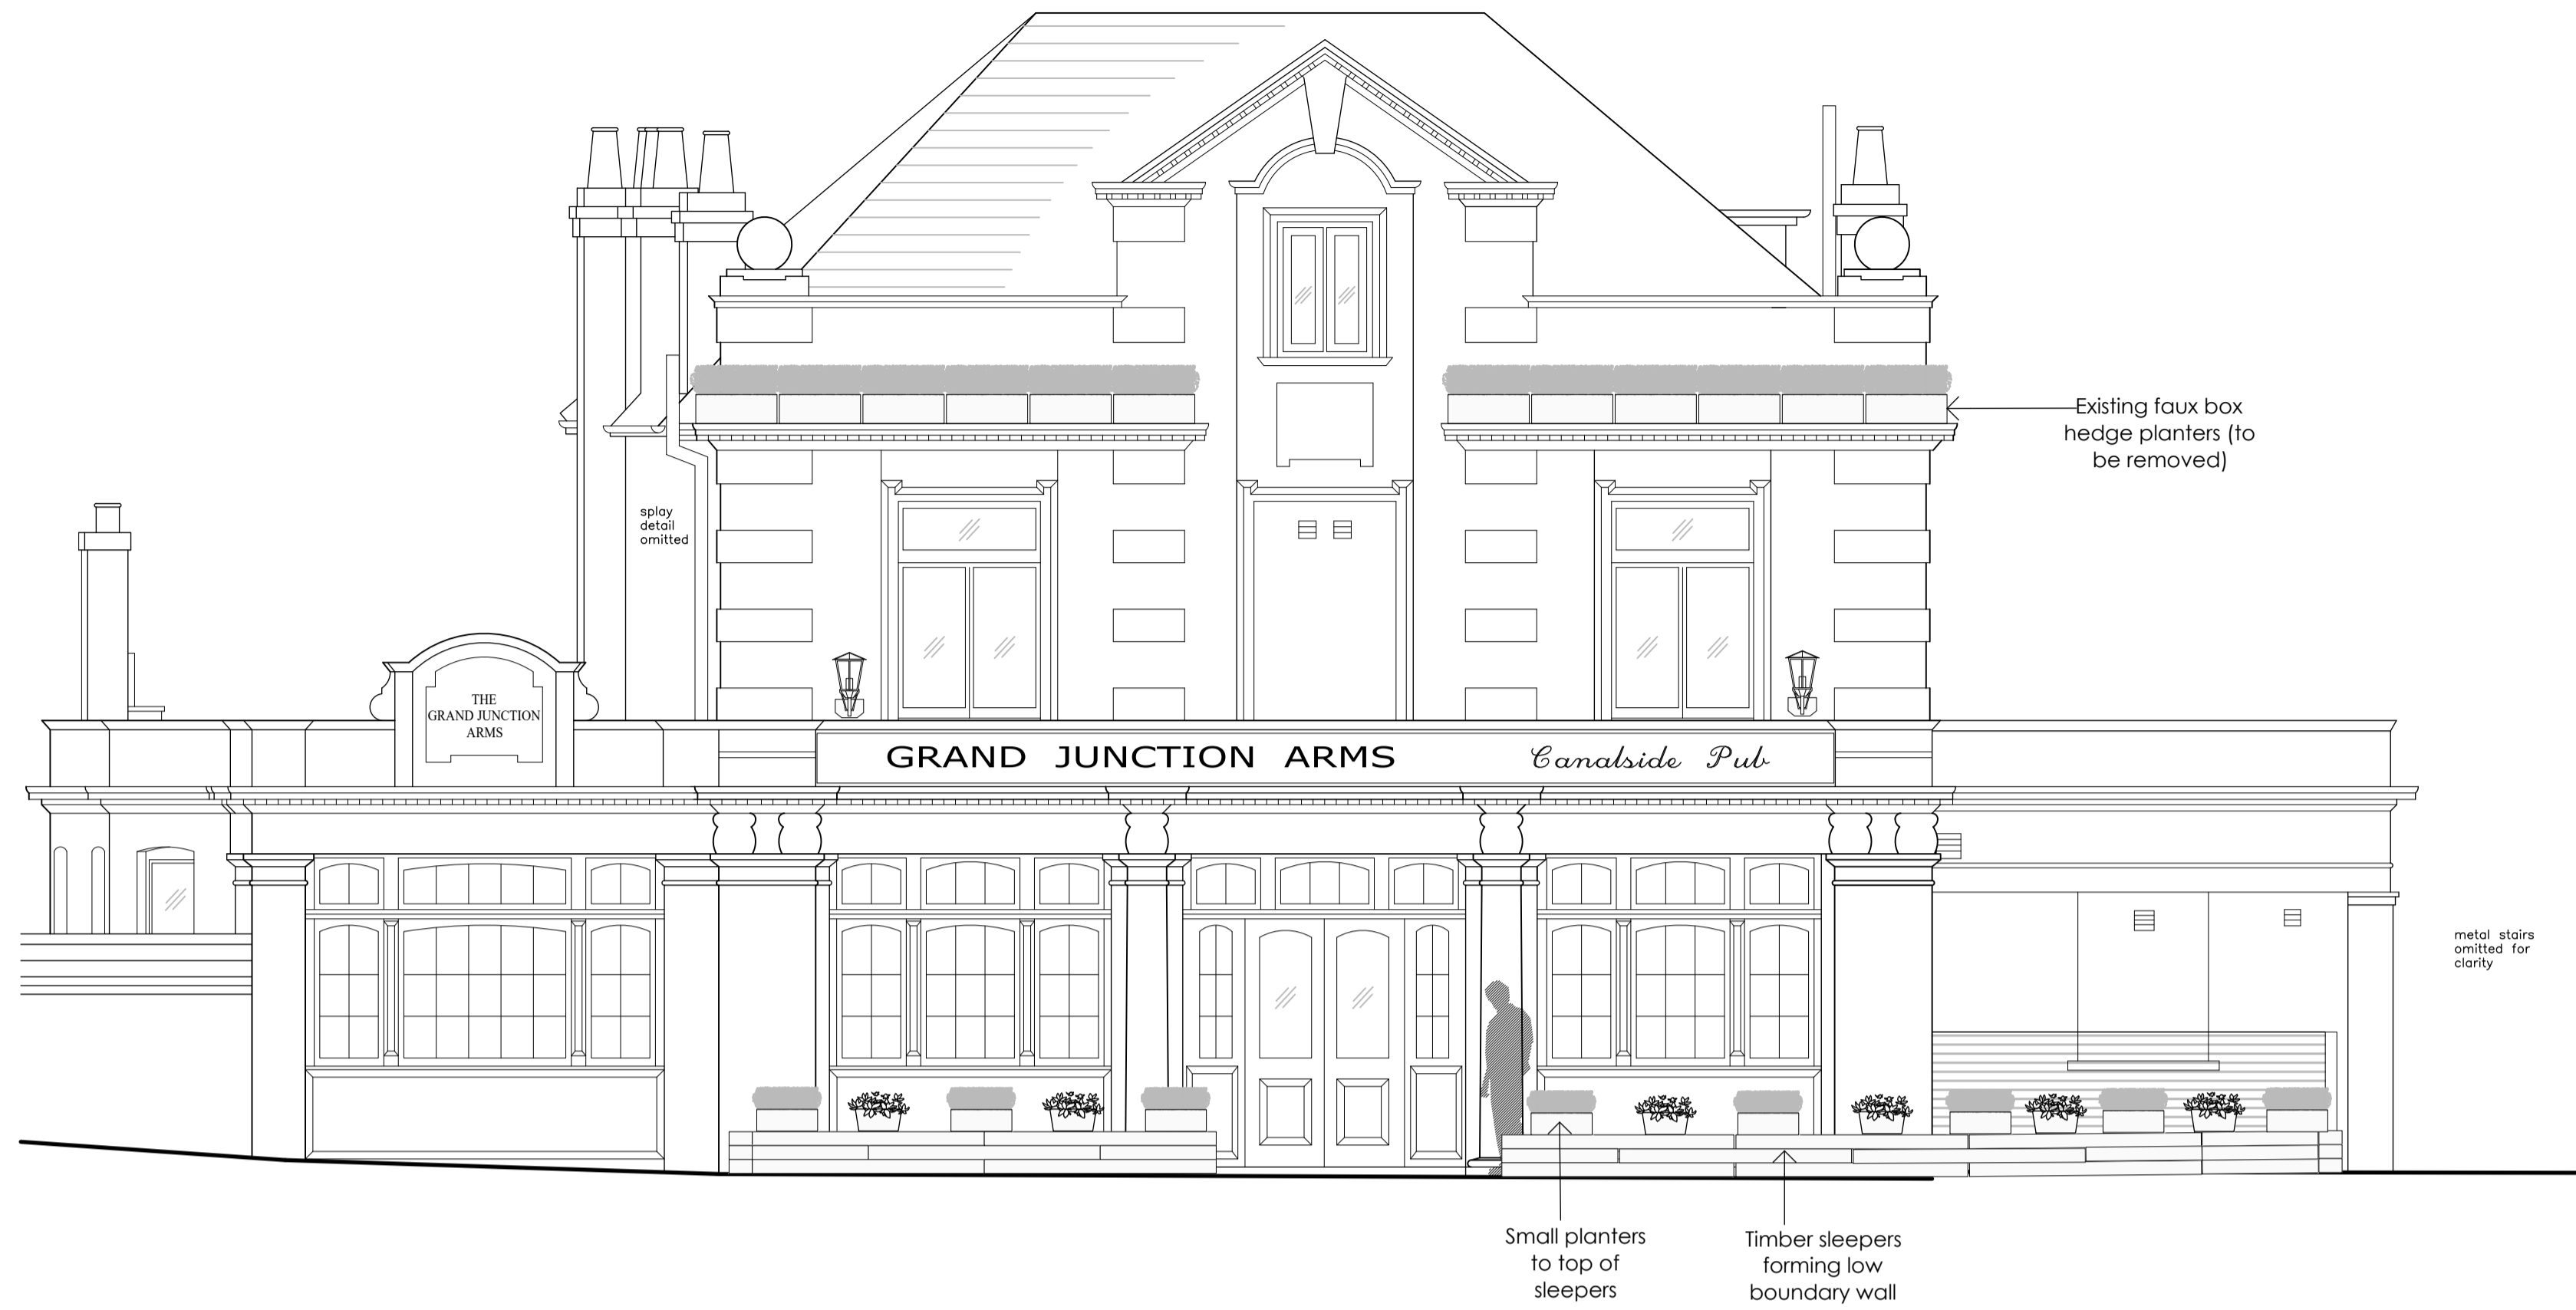 Existing faux box
hedge planters (to
be removed)
splay
detail
omitted
THE
GRAND JUNCTION
ARMS
GRAND JUNCTION ARMS Canalside Pub
metal stairs
omitted for
clarity
Small planters
to top of
sleepers
Timber sleepers
forming low
boundary wall